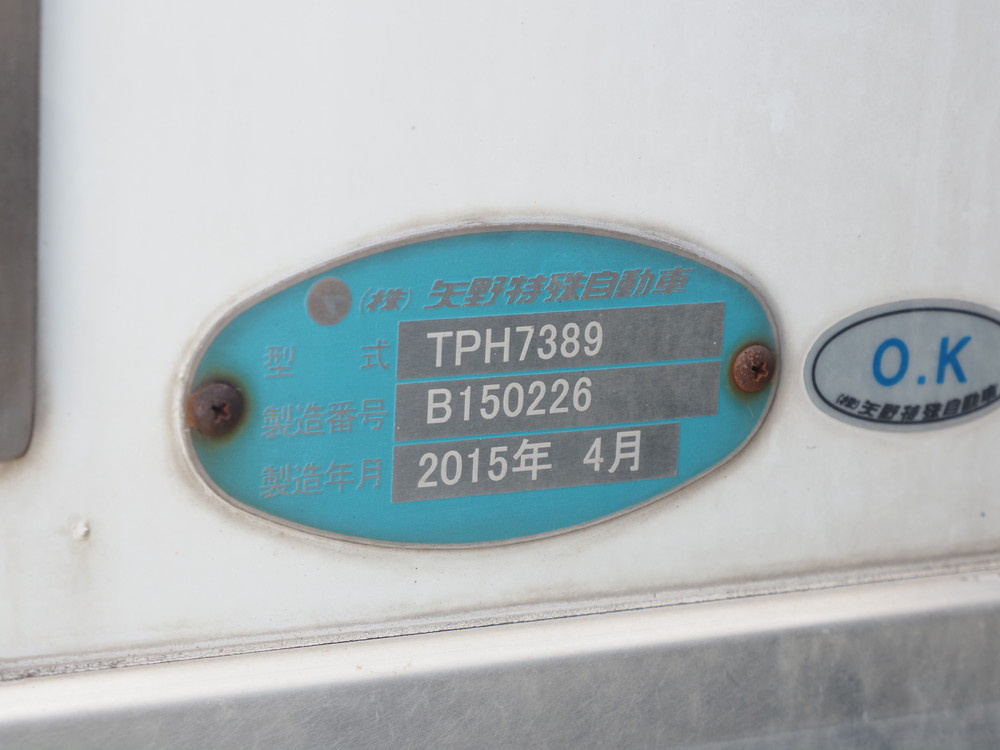 (株) 矢野特殊自動車
型 式 TPH7389
製造番号 B150226
製造年月 2015年 4月
O.K
(株)矢野特殊自動車